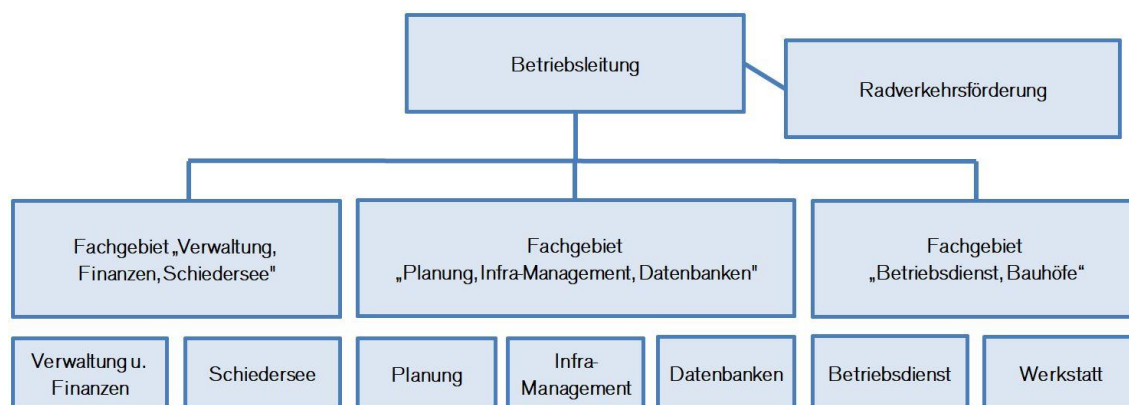 Betriebsleitung
Radverkehrsförderung
Fachgebiet „Verwaltung,
Finanzen, Schiedersee"
Fachgebiet
„Planung, Infra-Management, Datenbanken"
Fachgebiet
„Betriebsdienst, Bauhöfe“
Verwaltung u.
Finanzen
Schiedersee
Planung
Infra-
Management
Datenbanken
Betriebsdienst
Werkstatt